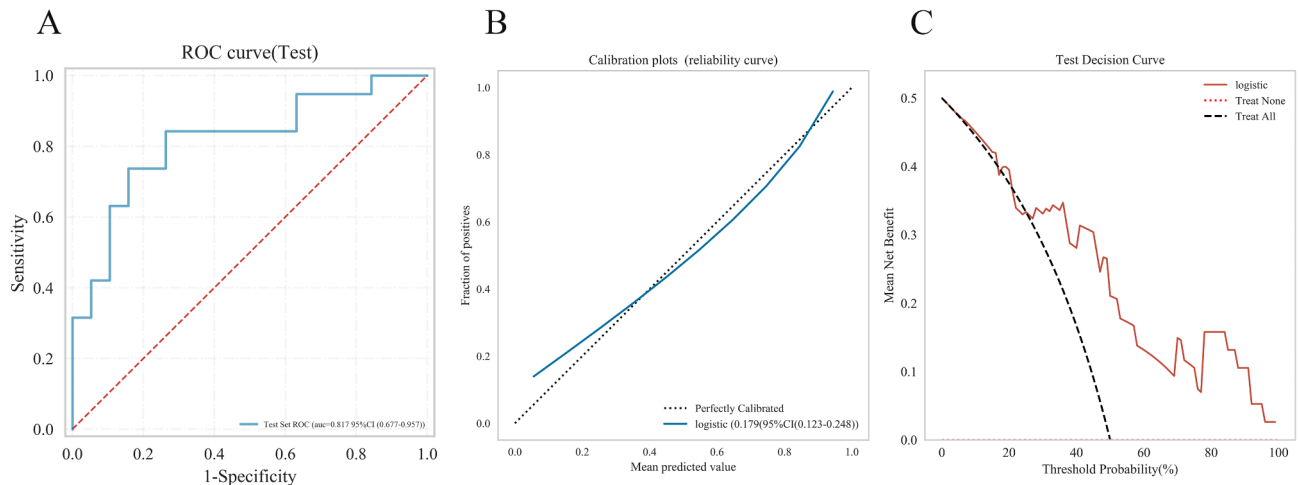 A
ROC curve(Test)
Sensitivity
1.0
0.8
0.6
0.4
0.2
0.0
0.0 0.2 0.4 0.6 0.8 1.0
1-Specificity
Test Set ROC (auc=0.817 95%CI (0.677-0.957))
B
Calibration plots (reliability curve)
Fraction of positives
1.0
0.8
0.6
0.4
0.2
0.0
Perfectly Calibrated
logistic (0.179(95%CI(0.123-0.248))
0.0 0.2 0.4 0.6 0.8 1.0
Mean predicted value
C
Test Decision Curve
logistic
Treat None
Treat All
Mean Net Benefit
0.5
0.4
0.3
0.2
0.1
0.0
0 20 40 60 80 100
Threshold Probability(%)